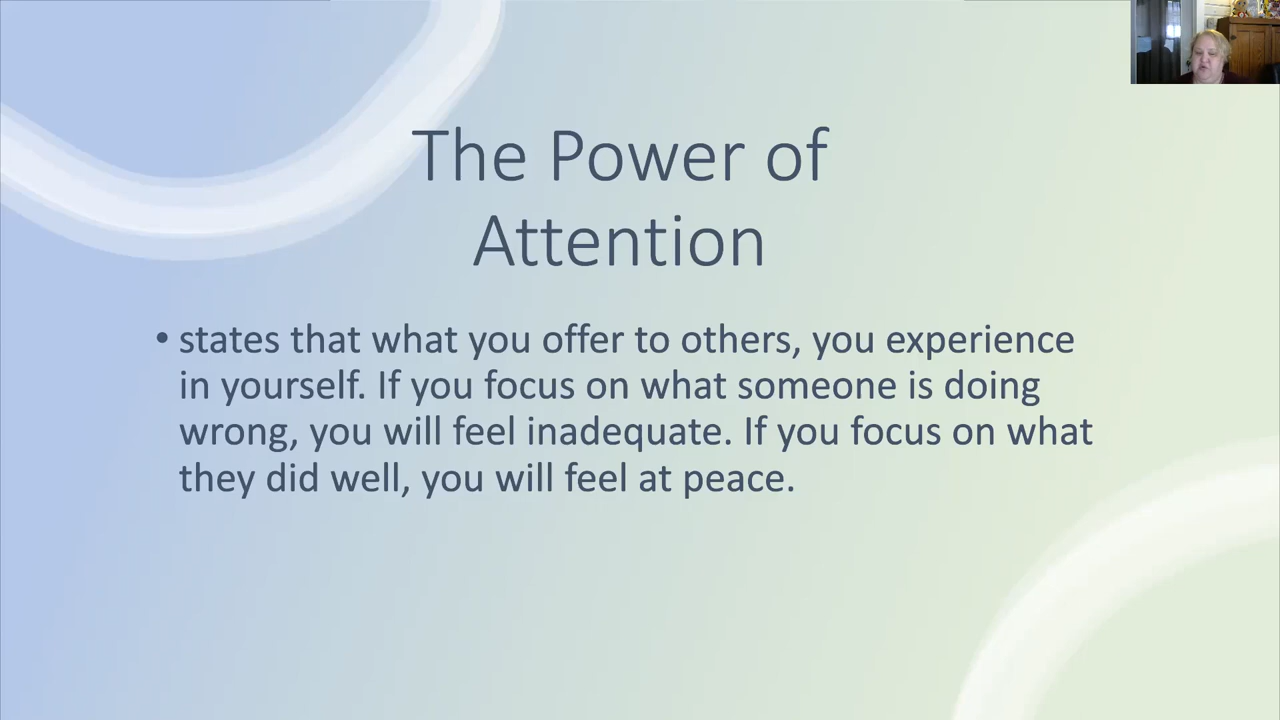 The Power of
Attention
• states that what you offer to others, you experience
in yourself. If you focus on what someone is doing
wrong, you will feel inadequate. If you focus on what
they did well, you will feel at peace.